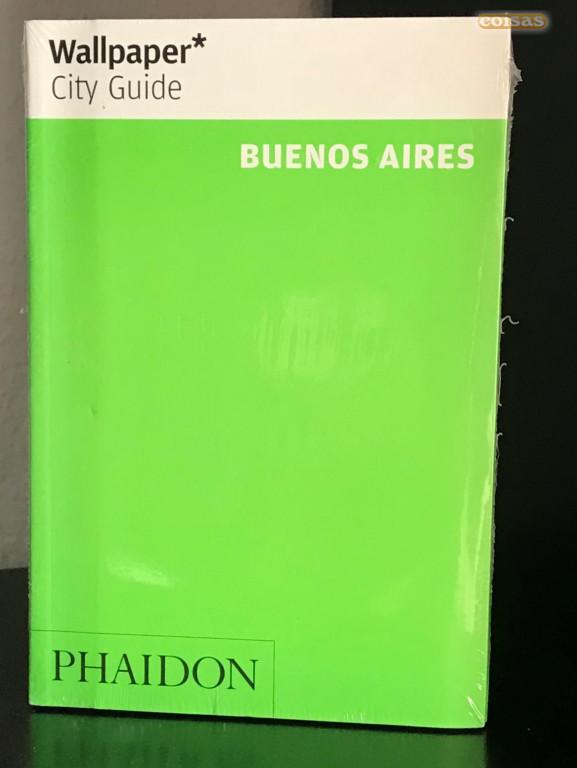 coisas
Wallpaper*
City Guide
BUENOS AIRES
PHAIDON